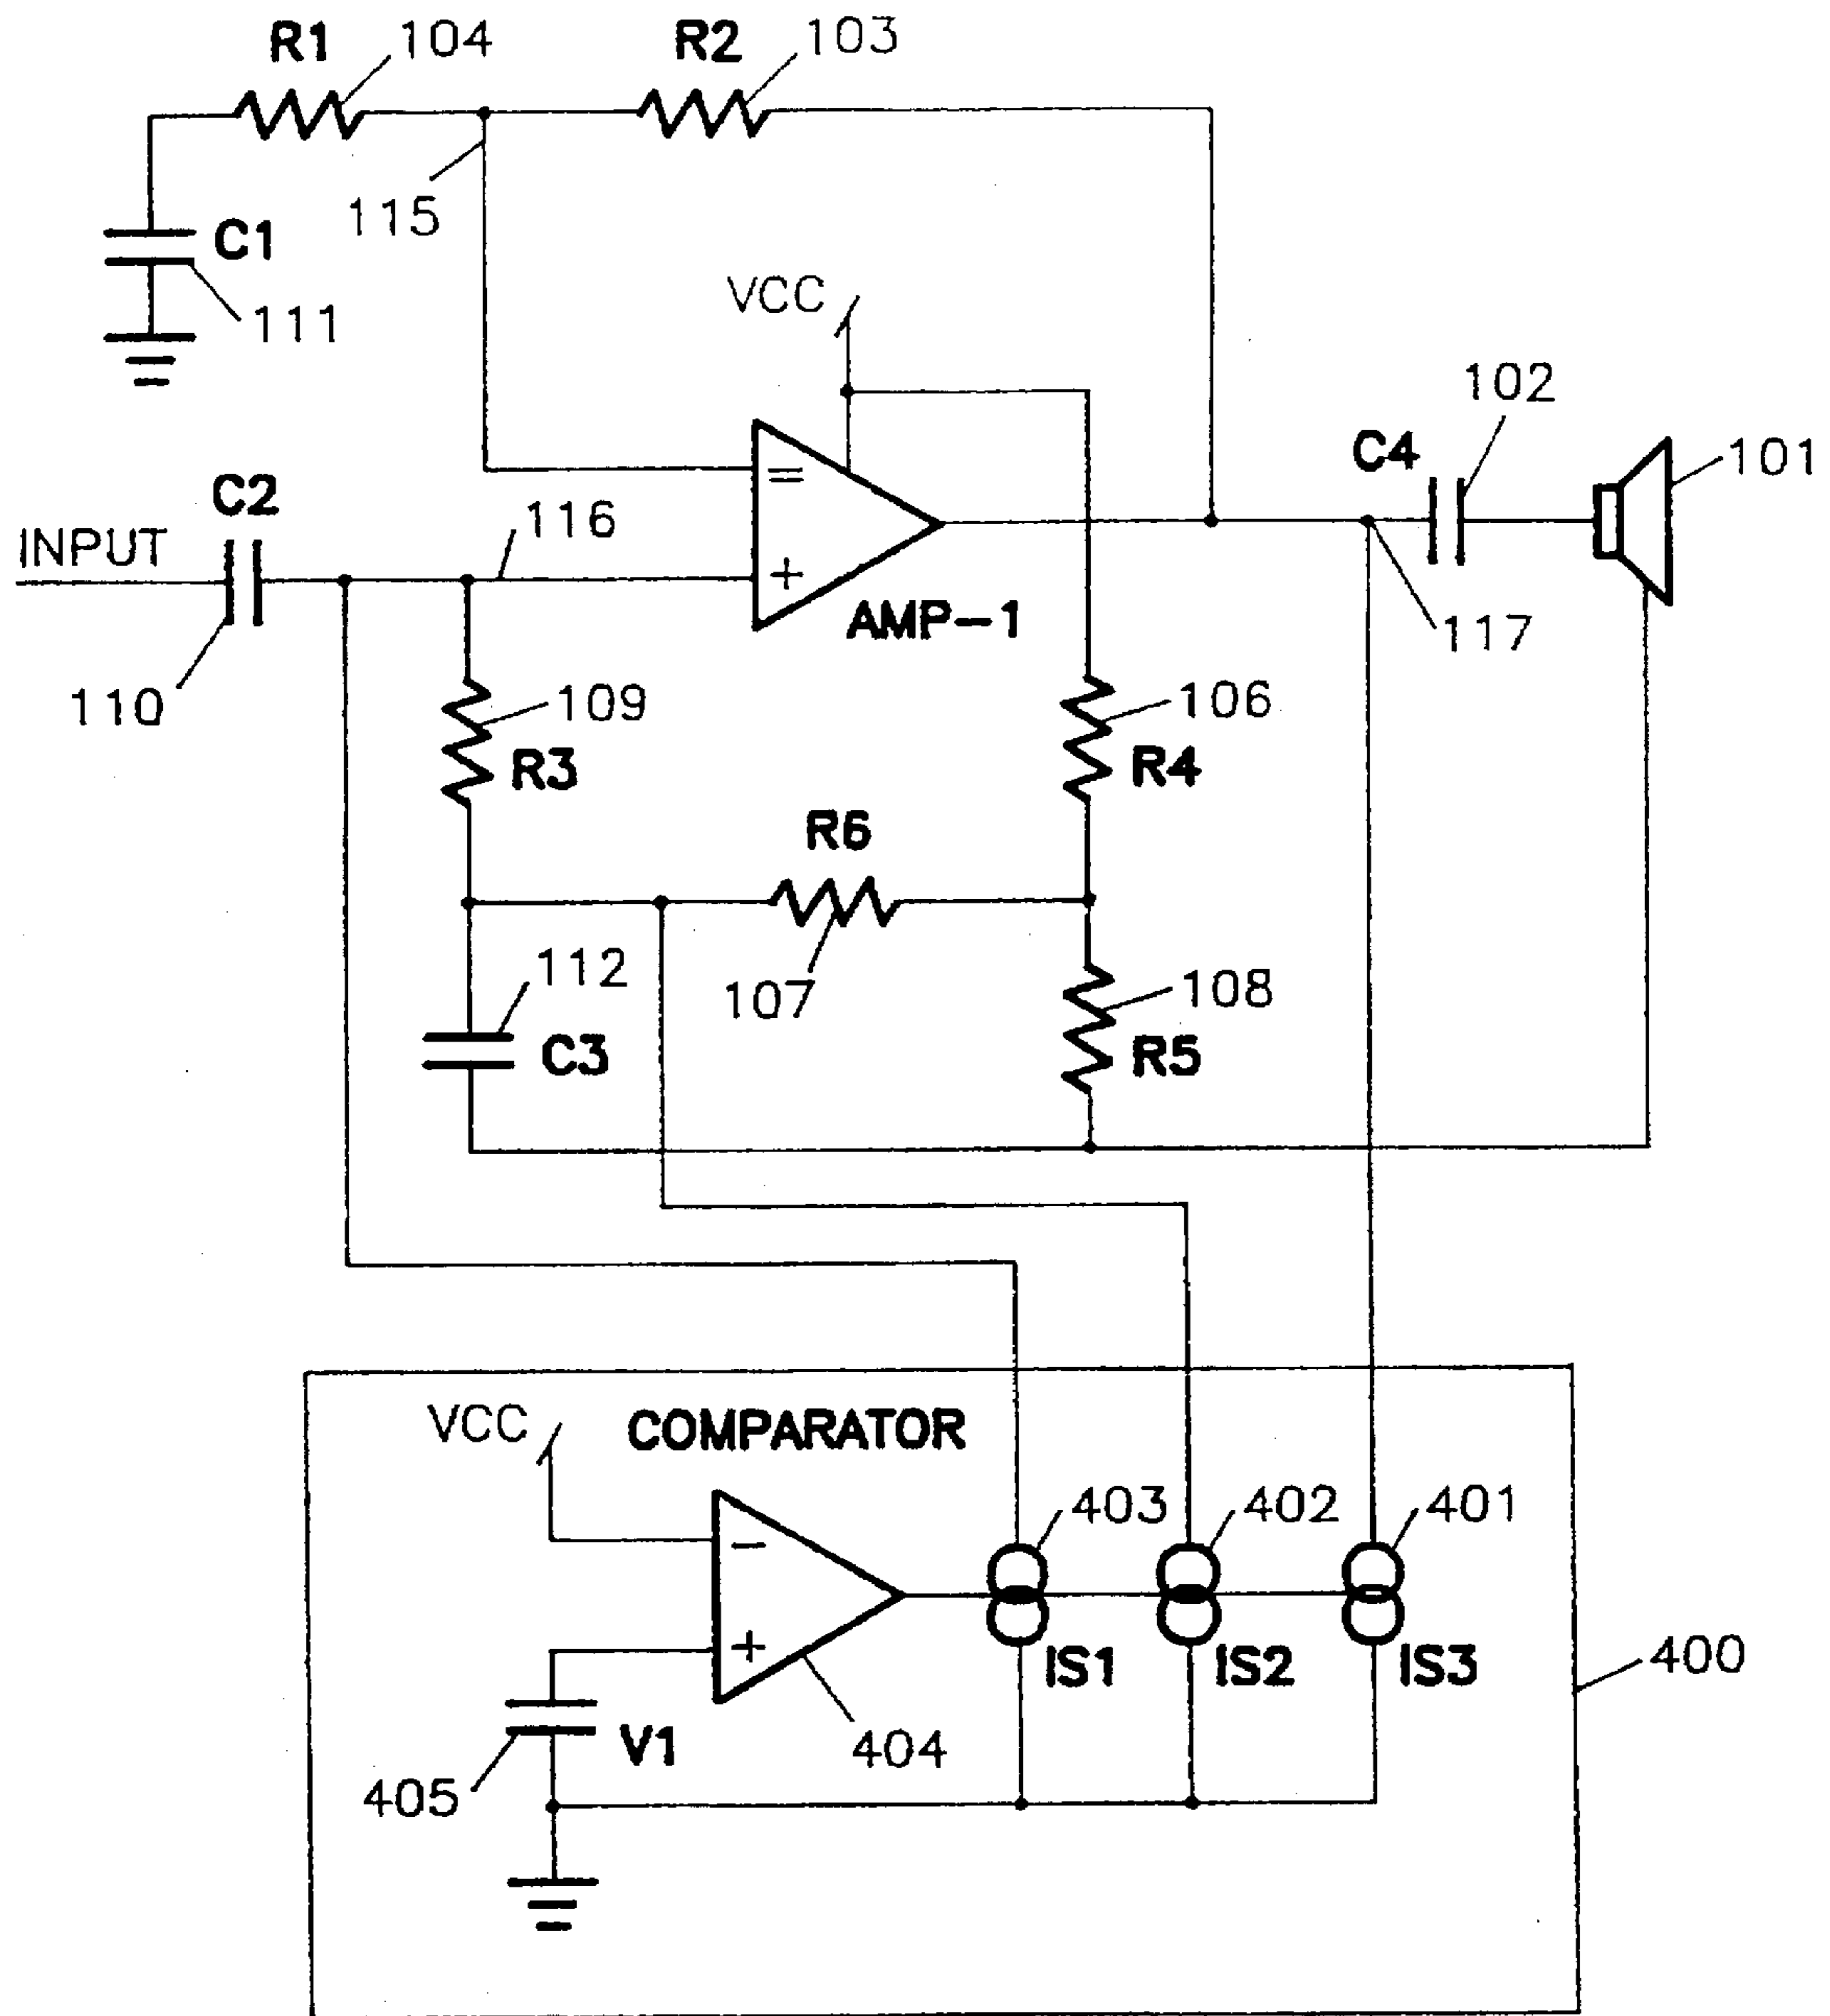 R1 104 R2 103
115
C1
111
VCC
102
C4
101
C2
INPUT
116
=
+
AMP-1
117
110
109
106
R3
R4
R6
112
107
108
C3
R5
VCC COMPARATOR
403 402 401
-
+
IS1 IS2 IS3
400
V1
404
405